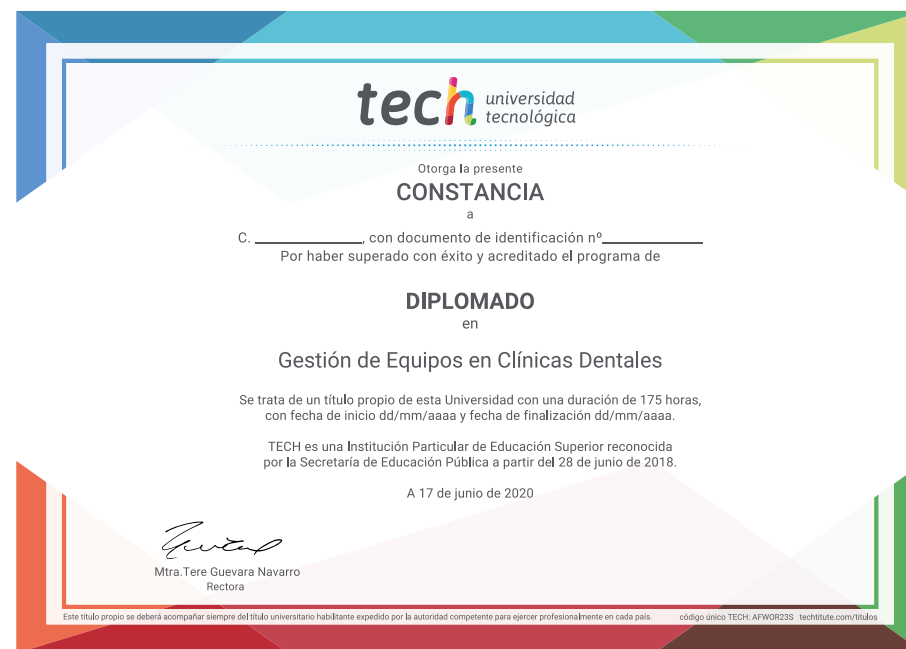 tech universidad
tecnológica
Otorga la presente
CONSTANCIA
a
C. ______________, con documento de identificación nº_____________
Por haber superado con éxito y acreditado el programa de
DIPLOMADO
en
Gestión de Equipos en Clínicas Dentales
Se trata de un título propio de esta Universidad con una duración de 175 horas,
con fecha de inicio dd/mm/aaaa y fecha de finalización dd/mm/aaaa.
TECH es una Institución Particular de Educación Superior reconocida
por la Secretaría de Educación Pública a partir del 28 de junio de 2018.
A 17 de junio de 2020
Mtra.Tere Guevara Navarro
Rectora
Este título propio se deberá acompañar siempre del título universitario habilitante expedido por la autoridad competente para ejercer profesionalmente en cada país. código único TECH: AFWOR23S techtitute.com/titulos